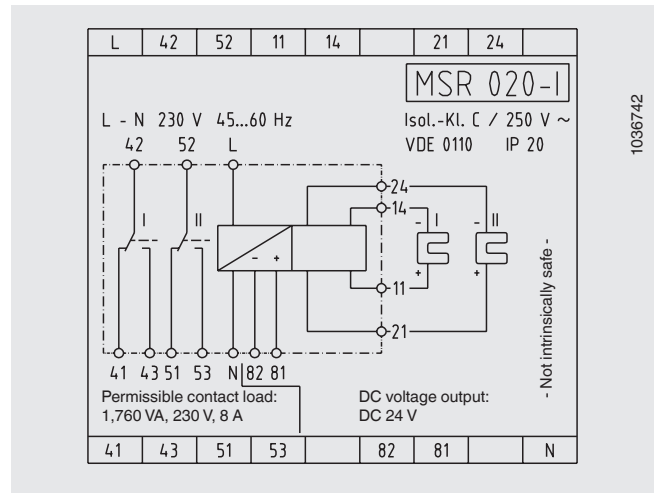 L 42 52 11 14 21 24
MSR 020-I
L - N 230 V 45...60 Hz
Isol.-Kl. C / 250 V ~
42 52 L
VDE 0110 IP 20
24
14
- I
- II
I
II
- +
+
+
11
21
41 43 51 53 N 82 81
Permissible contact load:
1,760 VA, 230 V, 8 A
DC voltage output:
DC 24 V
- Not intrinsically safe -
41 43 51 53 82 81 N
1036742